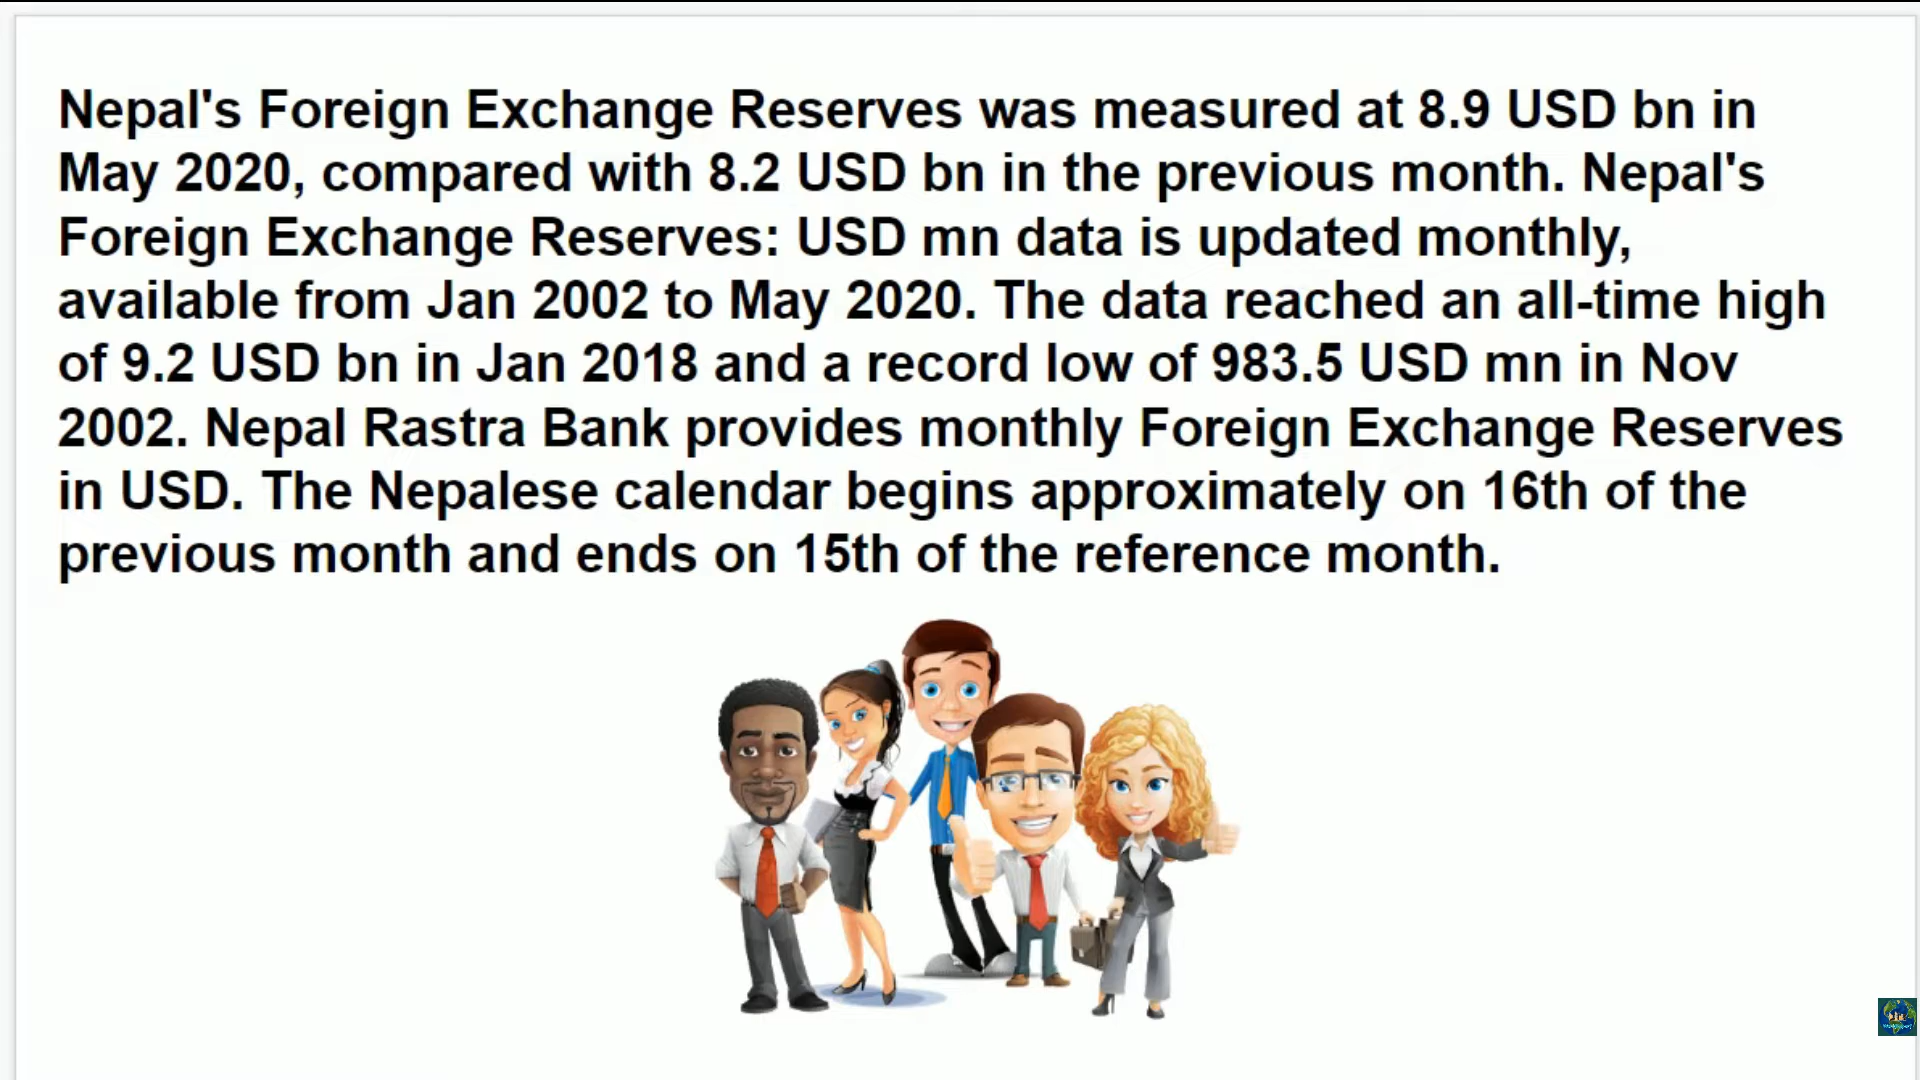 Nepal's Foreign Exchange Reserves was measured at 8.9 USD bn in
May 2020, compared with 8.2 USD bn in the previous month. Nepal's
Foreign Exchange Reserves: USD mn data is updated monthly,
available from Jan 2002 to May 2020. The data reached an all-time high
of 9.2 USD bn in Jan 2018 and a record low of 983.5 USD mn in Nov
2002. Nepal Rastra Bank provides monthly Foreign Exchange Reserves
in USD. The Nepalese calendar begins approximately on 16th of the
previous month and ends on 15th of the reference month.